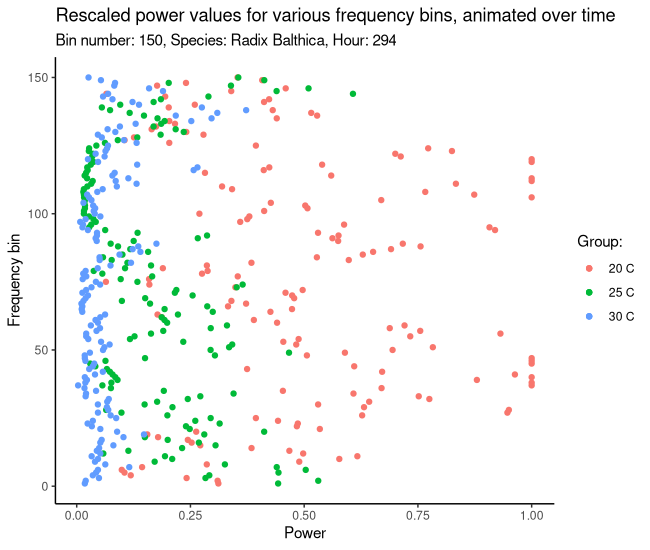 Rescaled power values for various frequency bins, animated over time
Bin number: 150, Species: Radix Balthica, Hour: 294
150
100
50
0
Frequency bin
0.00 0.25 0.50 0.75 1.00
Power
Group:
20 C
25 C
30 C